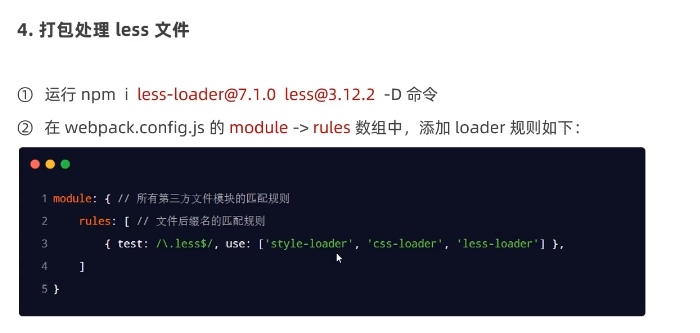 4. 打包处理 less 文件
① 运行 npm i less-loader@7.1.0 less@3.12.2 -D 命令
② 在 webpack.config.js 的 module -> rules 数组中，添加 loader 规则如下：
1 module: { // 所有第三方文件模块的匹配规则
2 rules: [ // 文件后缀名的匹配规则
3 { test: /\.less$/, use: ['style-loader', 'css-loader', 'less-loader'] },
4 ]
5 }